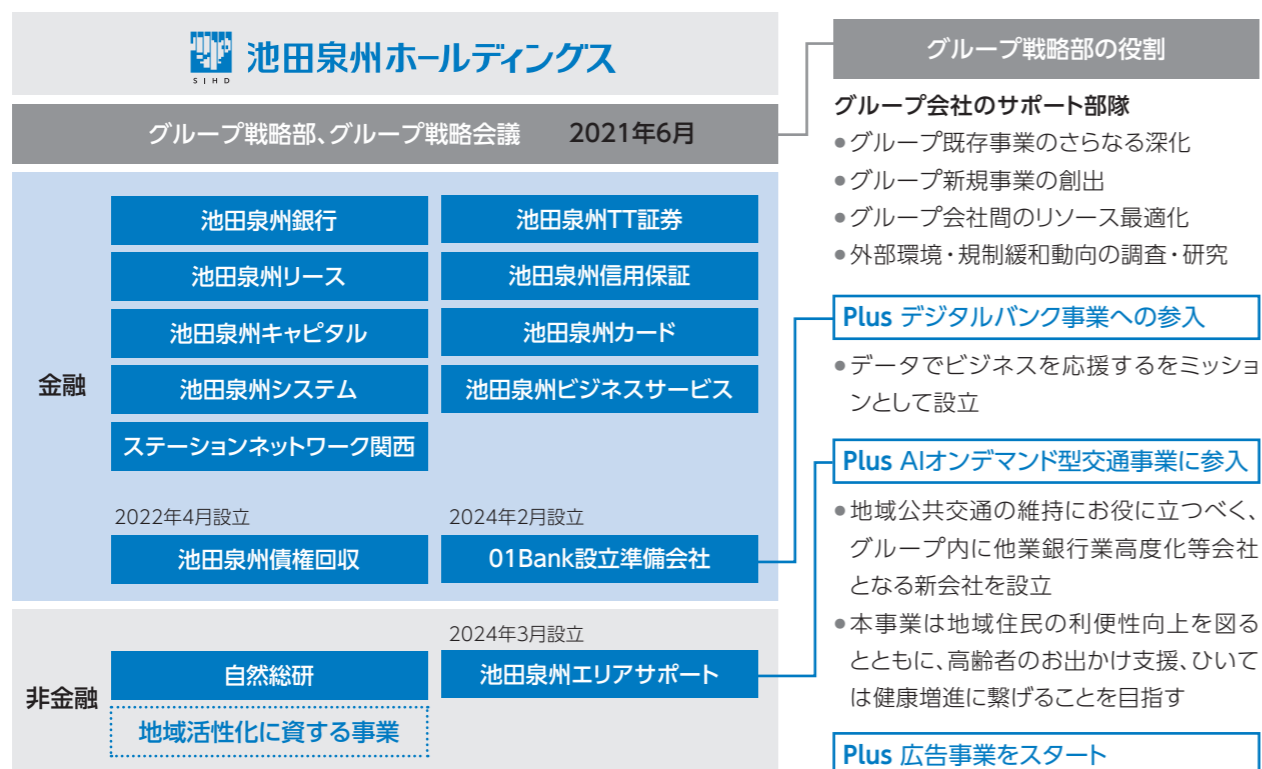 SIHD
池田泉州ホールディングス
グループ戦略部、グループ戦略会議 2021年6月
金融
池田泉州銀行
池田泉州TT証券
池田泉州リース
池田泉州信用保証
池田泉州キャピタル
池田泉州カード
池田泉州システム
池田泉州ビジネスサービス
ステーションネットワーク関西
2022年4月設立
池田泉州債権回収
2024年2月設立
01Bank設立準備会社
非金融
自然総研
2024年3月設立
池田泉州エリアサポート
地域活性化に資する事業
グループ戦略部の役割
グループ会社のサポート部隊
●グループ既存事業のさらなる深化
●グループ新規事業の創出
●グループ会社間のリソース最適化
●外部環境・規制緩和動向の調査・研究
Plus デジタルバンク事業への参入
●データでビジネスを応援するをミッショ
ンとして設立
Plus AIオンデマンド型交通事業に参入
●地域公共交通の維持にお役に立つべく、
グループ内に他業銀行業高度化等会社
となる新会社を設立
●本事業は地域住民の利便性向上を図る
とともに、高齢者のお出かけ支援、ひいて
は健康増進に繋げることを目指す
Plus 広告事業をスタート